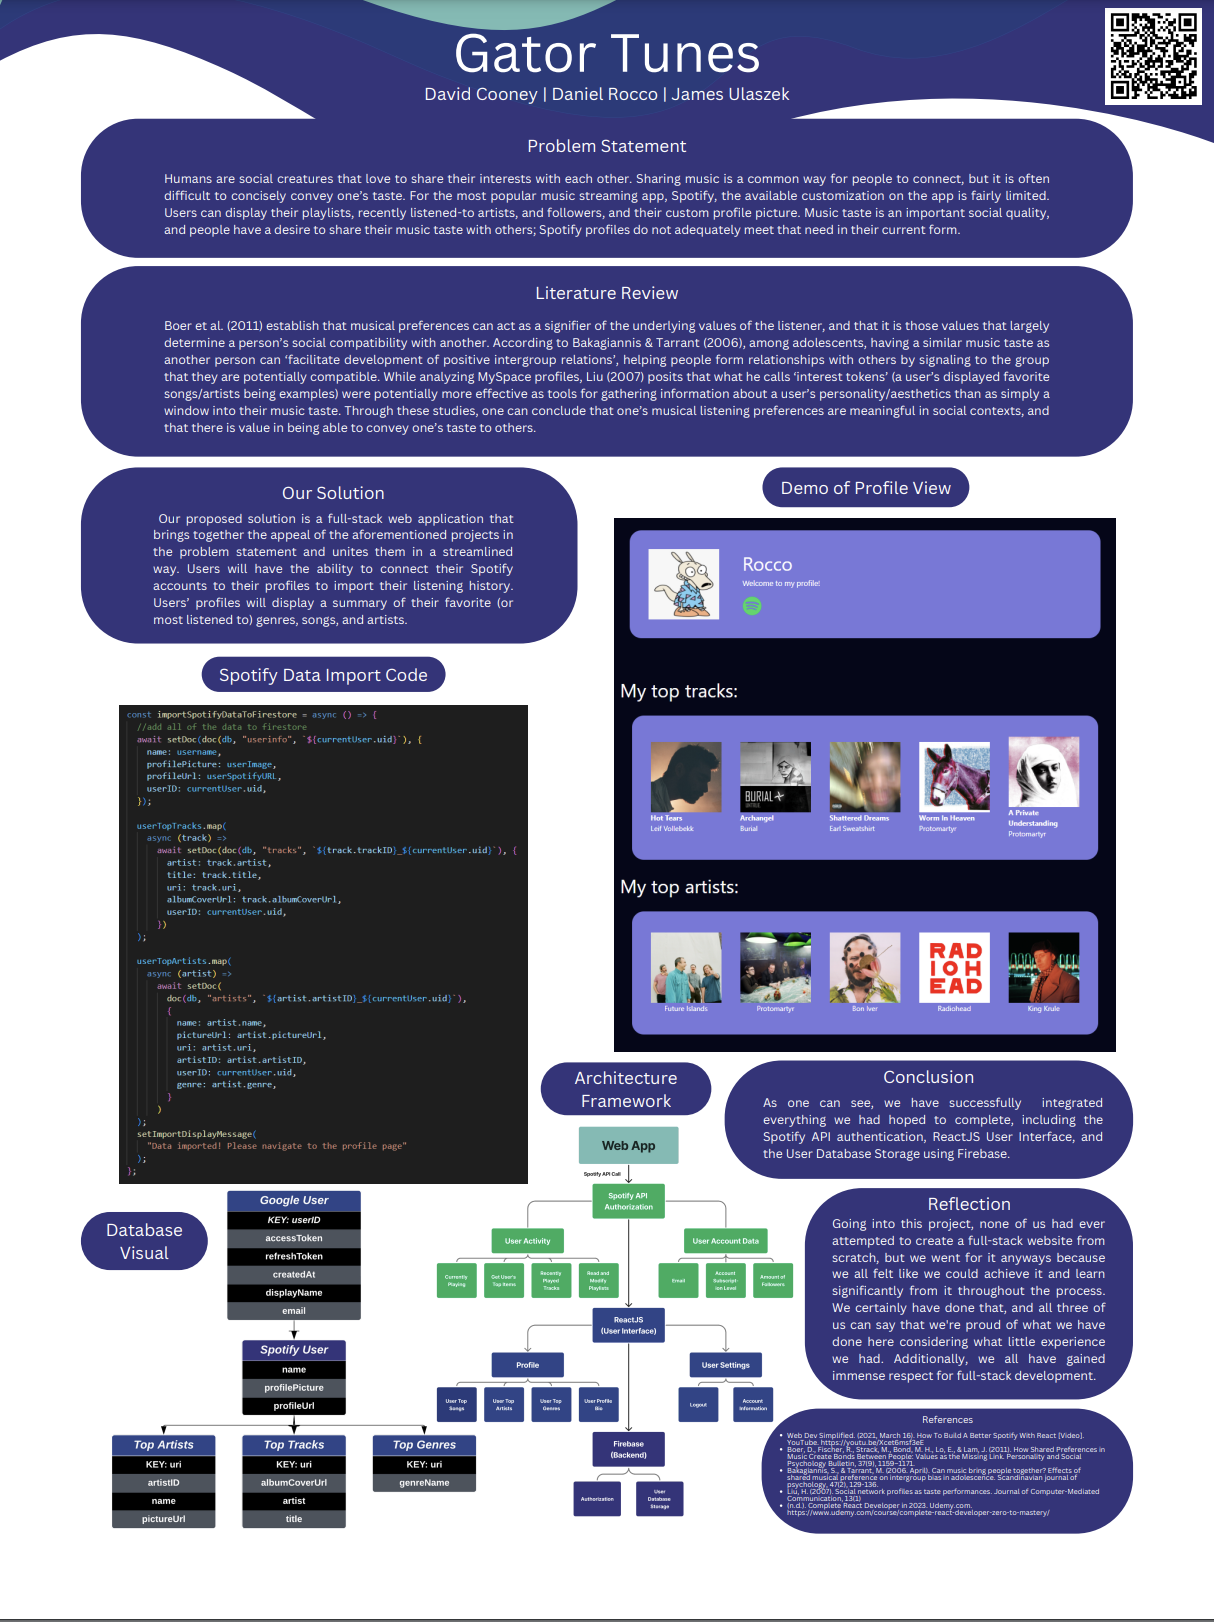 Gator Tunes
David Cooney | Daniel Rocco | James Ulaszek
Problem Statement
Humans are social creatures that love to share their interests with each other. Sharing music is a common way for people to connect, but it is often
difficult to concisely convey one's taste. For the most popular music streaming app, Spotify, the available customization on the app is fairly limited.
Users can display their playlists, recently listened-to artists, and followers, and their custom profile picture. Music taste is an important social quality,
and people have a desire to share their music taste with others; Spotify profiles do not adequately meet that need in their current form.
Literature Review
Boer et al. (2011) establish that musical preferences can act as a signifier of the underlying values of the listener, and that it is those values that largely
determine a person's social compatibility with another. According to Bakagiannis & Tarrant (2006), among adolescents, having a similar music taste as
another person can 'facilitate development of positive intergroup relations', helping people form relationships with others by signaling to the group
that they are potentially compatible. While analyzing MySpace profiles, Liu (2007) posits that what he calls 'interest tokens' (a user's displayed favorite
songs/artists being examples) were potentially more effective as tools for gathering information about a user's personality/aesthetics than as simply a
window into their music taste. Through these studies, one can conclude that one's musical listening preferences are meaningful in social contexts, and
that there is value in being able to convey one's taste to others.
Our Solution
Our proposed solution is a full-stack web application that
brings together the appeal of the aforementioned projects in
the problem statement and unites them in a streamlined
way. Users will have the ability to connect their Spotify
accounts to their profiles to import their listening history.
Users' profiles will display a summary of their favorite (or
most listened to) genres, songs, and artists.
Demo of Profile View
Rocco
Welcome to my profile!
My top tracks:
BURIAL
Hot Tears
Leif Vollebekk
Archangel
Burial
Shattered Dreams
Earl Sweatshirt
Worm In Heaven
Protomartyr
A Private
Understanding
Protomartyr
My top artists:
RAD
IOH
EAD
Future Islands
Protomartyr
Bon Iver
Radiohead
King Krule
Spotify Data Import Code
const importSpotifyDataToFirestore = async () => {
//add all of the data to firestore
await setDoc(doc(db, "userinfo", `${currentUser.uid}`), {
name: username,
profilePicture: userImage,
profileUrl: userSpotifyURL,
userID: currentUser.uid,
});
userTopTracks.map(
async (track) =>
await setDoc(doc(db, "tracks", `${track.trackID}_${currentUser.uid}`), {
artist: track.artist,
title: track.title,
uri: track.uri,
albumCoverUrl: track.albumCoverUrl,
userID: currentUser.uid,
})
);
userTopArtists.map(
async (artist) =>
await setDoc(
doc(db, "artists", `${artist.artistID}_${currentUser.uid}`),
{
name: artist.name,
pictureUrl: artist.pictureUrl,
uri: artist.uri,
artistID: artist.artistID,
userID: currentUser.uid,
genre: artist.genre,
}
)
);
setImportDisplayMessage(
"Data imported! Please navigate to the profile page"
);
};
Architecture
Framework
Web App
Spotify API Call
Spotify API
Authorization
User Activity
User Account Data
Currently
Playing
Get User's
Top Items
Recently
Played
Tracks
Read and
Modify
Playlists
Email
Account
Subscript-
ion Level
Amount of
Followers
ReactJS
(User Interface)
Profile
User Settings
User Top
Songs
User Top
Artists
User Top
Genres
User Profile
Bio
Logout
Account
Information
Firebase
(Backend)
Authorization
User
Database
Storage
Conclusion
As one can see, we have successfully integrated
everything we had hoped to complete, including the
Spotify API authentication, ReactJS User Interface, and
the User Database Storage using Firebase.
Reflection
Going into this project, none of us had ever
attempted to create a full-stack website from
scratch, but we went for it anyways because
we all felt like we could achieve it and learn
significantly from it throughout the process.
We certainly have done that, and all three of
us can say that we're proud of what we have
done here considering what little experience
we had. Additionally, we all have gained
immense respect for full-stack development.
Database
Visual
Google User
KEY: userID
accessToken
refreshToken
createdAt
displayName
email
Spotify User
name
profilePicture
profileUrl
Top Artists
KEY: uri
artistID
name
pictureUrl
Top Tracks
KEY: uri
albumCoverUrl
artist
title
Top Genres
KEY: uri
genreName
References
• Web Dev Simplified. (2021, March 16). How To Build A Better Spotify With React [Video].
YouTube. https://youtu.be/Xcet6msf3eE
• Boer, D., Fischer, R., Strack, M., Bond, M. H., Lo, E., & Lam, J. (2011). How Shared Preferences in
Music Create Bonds Between People: Values as the Missing Link. Personality and Social
Psychology Bulletin, 37(9), 1159–1171.
• Bakagiannis, S., & Tarrant, M. (2006. April). Can music bring people together? Effects of
shared musical preference on intergroup bias in adolescence. Scandinavian journal of
psychology, 47(2), 129-136.
• Liu, H. (2007). Social network profiles as taste performances. Journal of Computer-Mediated
Communication, 13(1)
• (n.d.). Complete React Developer in 2023. Udemy.com.
https://www.udemy.com/course/complete-react-developer-zero-to-mastery/